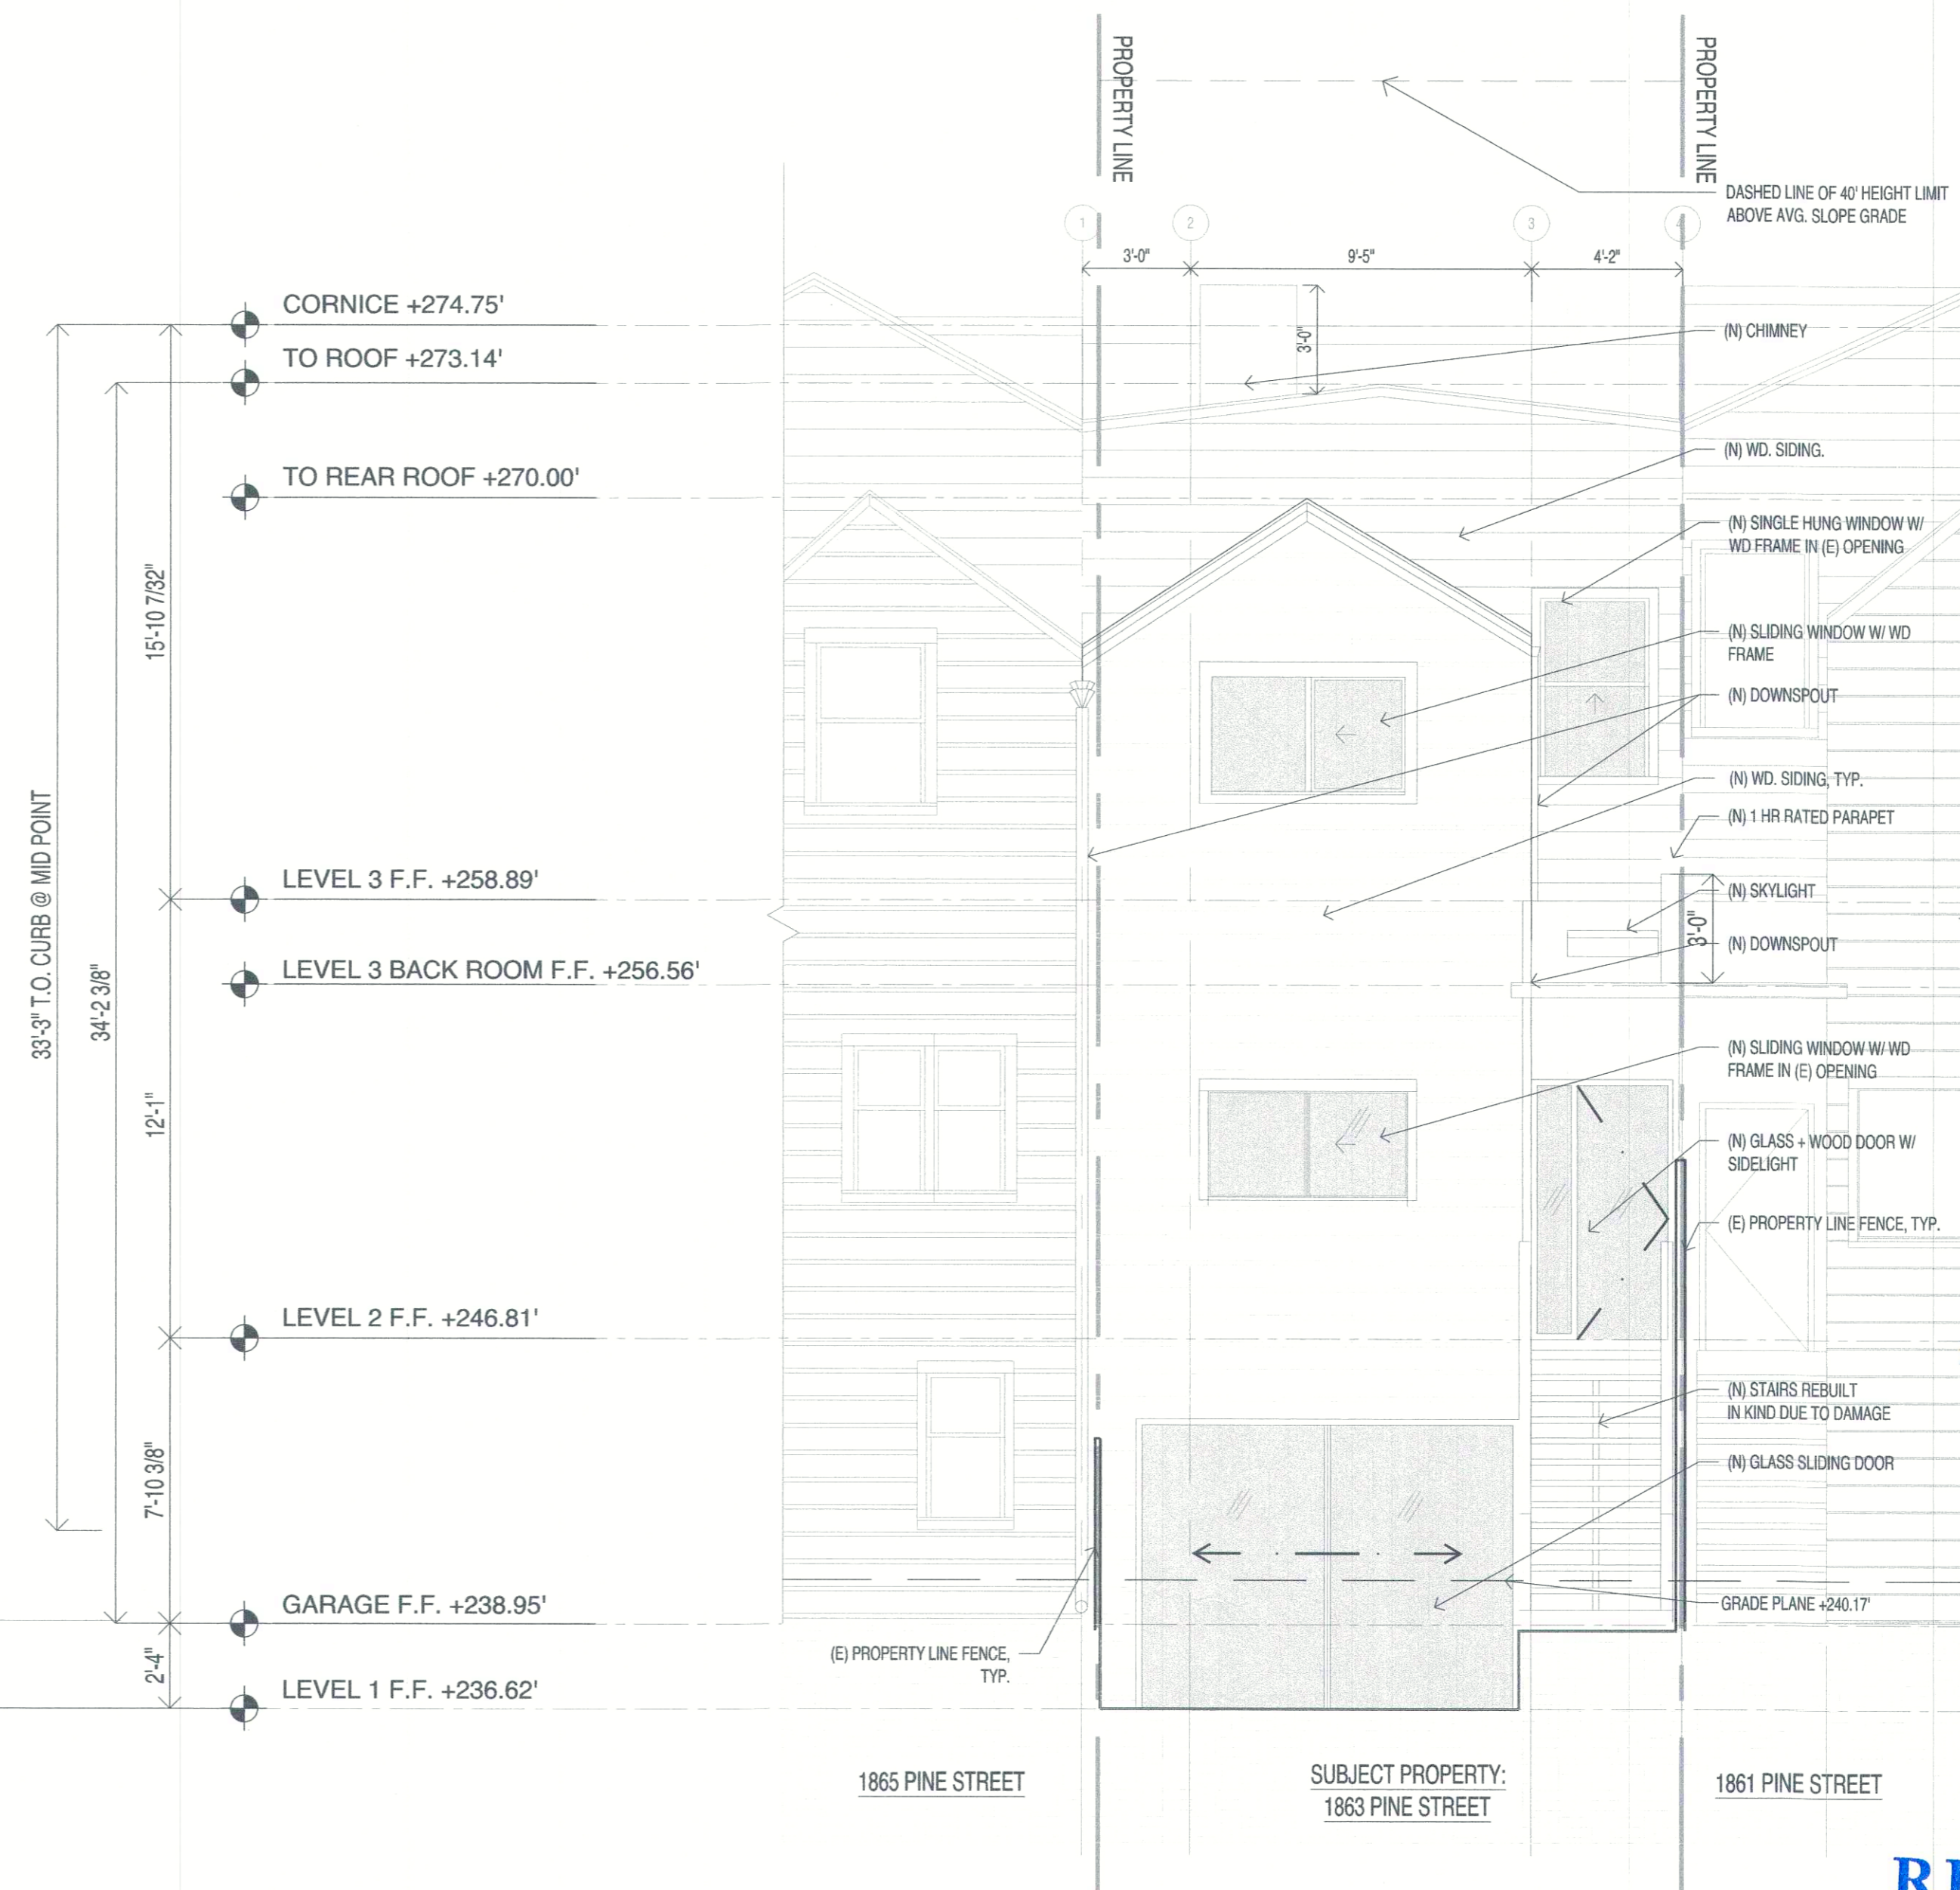 PROPERTY LINE
PROPERTY LINE
DASHED LINE OF 40' HEIGHT LIMIT
ABOVE AVG. SLOPE GRADE
1
2
3
4
3'-0"
9'-5"
4'-2"
CORNICE +274.75'
TO ROOF +273.14'
TO REAR ROOF +270.00'
LEVEL 3 F.F. +258.89'
LEVEL 3 BACK ROOM F.F. +256.56'
LEVEL 2 F.F. +246.81'
GARAGE F.F. +238.95'
LEVEL 1 F.F. +236.62'
33'-3" T.O. CURB @ MID POINT
34'-2 3/8"
15'-10 7/32"
12'-1"
7'-10 3/8"
2'-4"
3'-0"
(N) CHIMNEY
(N) WD. SIDING.
(N) SINGLE HUNG WINDOW W/
WD FRAME IN (E) OPENING
(N) SLIDING WINDOW W/ WD
FRAME
(N) DOWNSPOUT
(N) WD. SIDING, TYP.
(N) 1 HR RATED PARAPET
(N) SKYLIGHT
3'-0"
(N) DOWNSPOUT
(N) SLIDING WINDOW W/ WD
FRAME IN (E) OPENING
(N) GLASS + WOOD DOOR W/
SIDELIGHT
(E) PROPERTY LINE FENCE, TYP.
(N) STAIRS REBUILT
IN KIND DUE TO DAMAGE
(N) GLASS SLIDING DOOR
GRADE PLANE +240.17'
(E) PROPERTY LINE FENCE,
TYP.
1865 PINE STREET
SUBJECT PROPERTY:
1863 PINE STREET
1861 PINE STREET